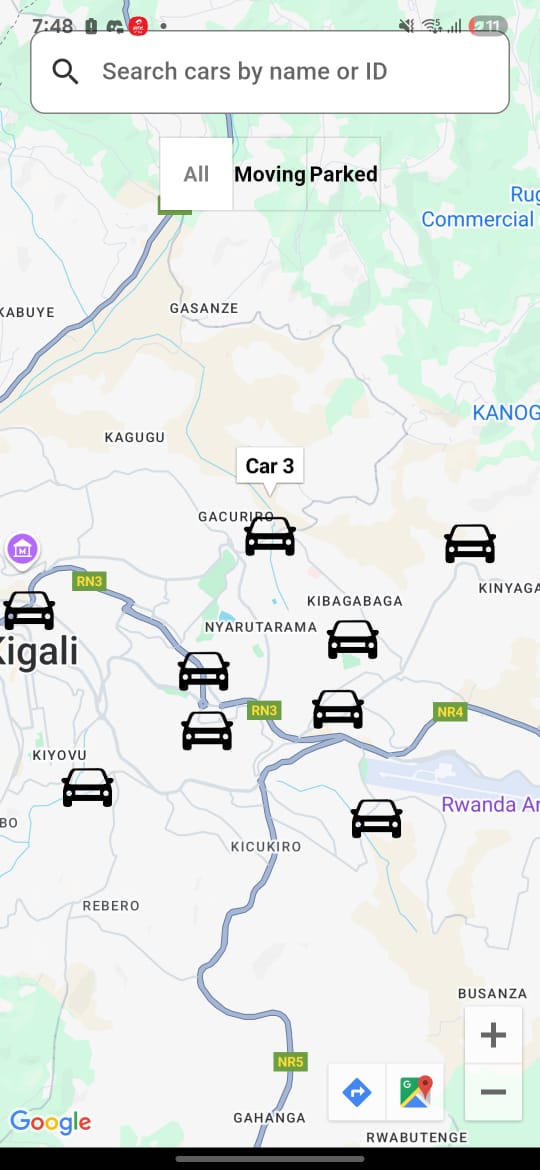 7:48
211
Search cars by name or ID
All
Moving
Parked
Rug
Commercial
KABUYE
GASANZE
KANOG
KAGUGU
Car 3
GACURIRO
RN3
KINYAGA
KIBAGABAGA
NYARUTARAMA
Kigali
RN3
NR4
KIYOVU
Rwanda Ar
BO
KICUKIRO
REBERO
BUSANZA
+
NR5
−
G
Google
GAHANGA
RWABUTENGE